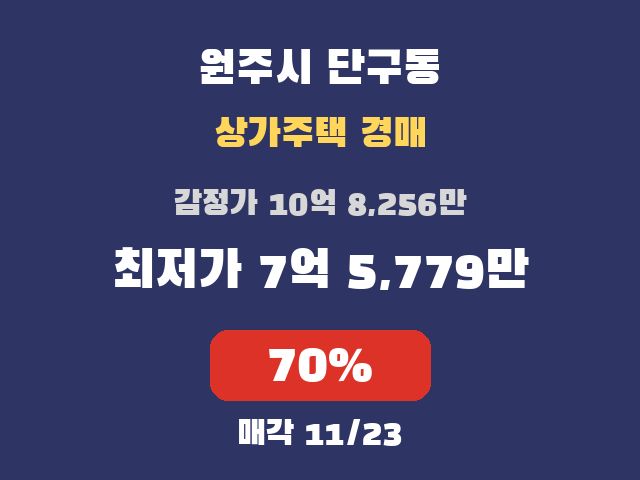 원주시 단구동
상가주택 경매
감정가 10억 8,256만
최저가 7억 5,779만
70%
매각 11/23